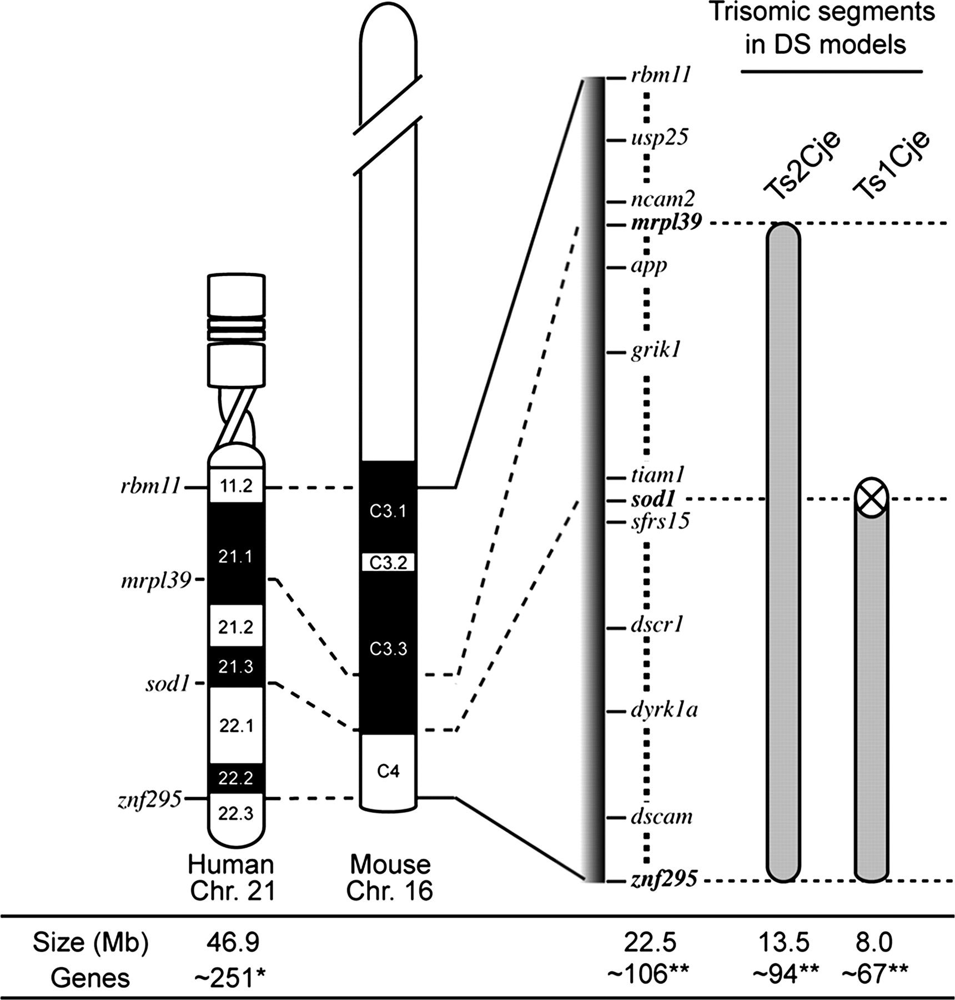 Trisomic segments
in DS models
Ts2Cje
Ts1Cje
rbm11
usp25
ncam2
mrpl39
app
grik1
tiam1
sod1
sfrs15
dscr1
dyrk1a
dscam
znf295
rbm11
mrpl39
sod1
znf295
11.2
21.1
21.2
21.3
22.1
22.2
22.3
C3.1
C3.2
C3.3
C4
Human
Chr. 21
Mouse
Chr. 16
Size (Mb) 46.9 22.5 13.5 8.0
Genes ~251* ~106** ~94** ~67**